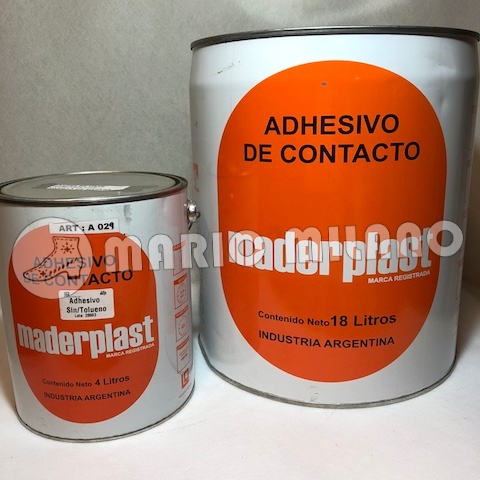 ADHESIVO
DE CONTACTO
maderplast
MARCA REGISTRADA
Contenido Neto 18 Litros
INDUSTRIA ARGENTINA
ART: A 029
ADHESIVO
DE CONTACTO
Adhesivo
Sin/Tolueno
maderplast
MARCA REGISTRADA
Contenido Neto 4 Litros
INDUSTRIA ARGENTINA
MARIO MILANO